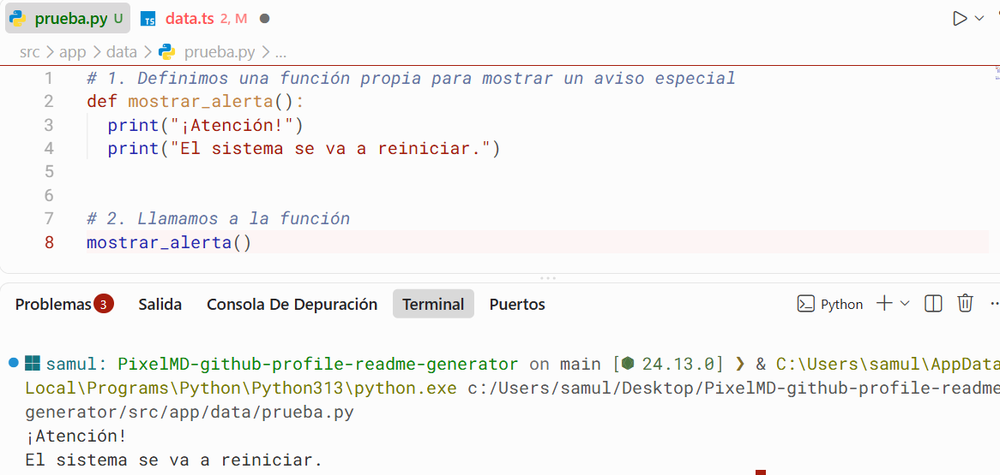 prueba.py U TS data.ts 2, M
src > app > data > prueba.py > ...
1 # 1. Definimos una función propia para mostrar un aviso especial
2 def mostrar_alerta():
3 print("¡Atención!")
4 print("El sistema se va a reiniciar.")
5
6
7 # 2. Llamamos a la función
8 mostrar_alerta()
Problemas 3 Salida Consola De Depuración Terminal Puertos Python
samul: PixelMD-github-profile-readme-generator on main [⬢ 24.13.0] ❯ & C:\Users\samul\AppData
Local\Programs\Python\Python313\python.exe c:/Users/samul/Desktop/PixelMD-github-profile-readme
generator/src/app/data/prueba.py
¡Atención!
El sistema se va a reiniciar.